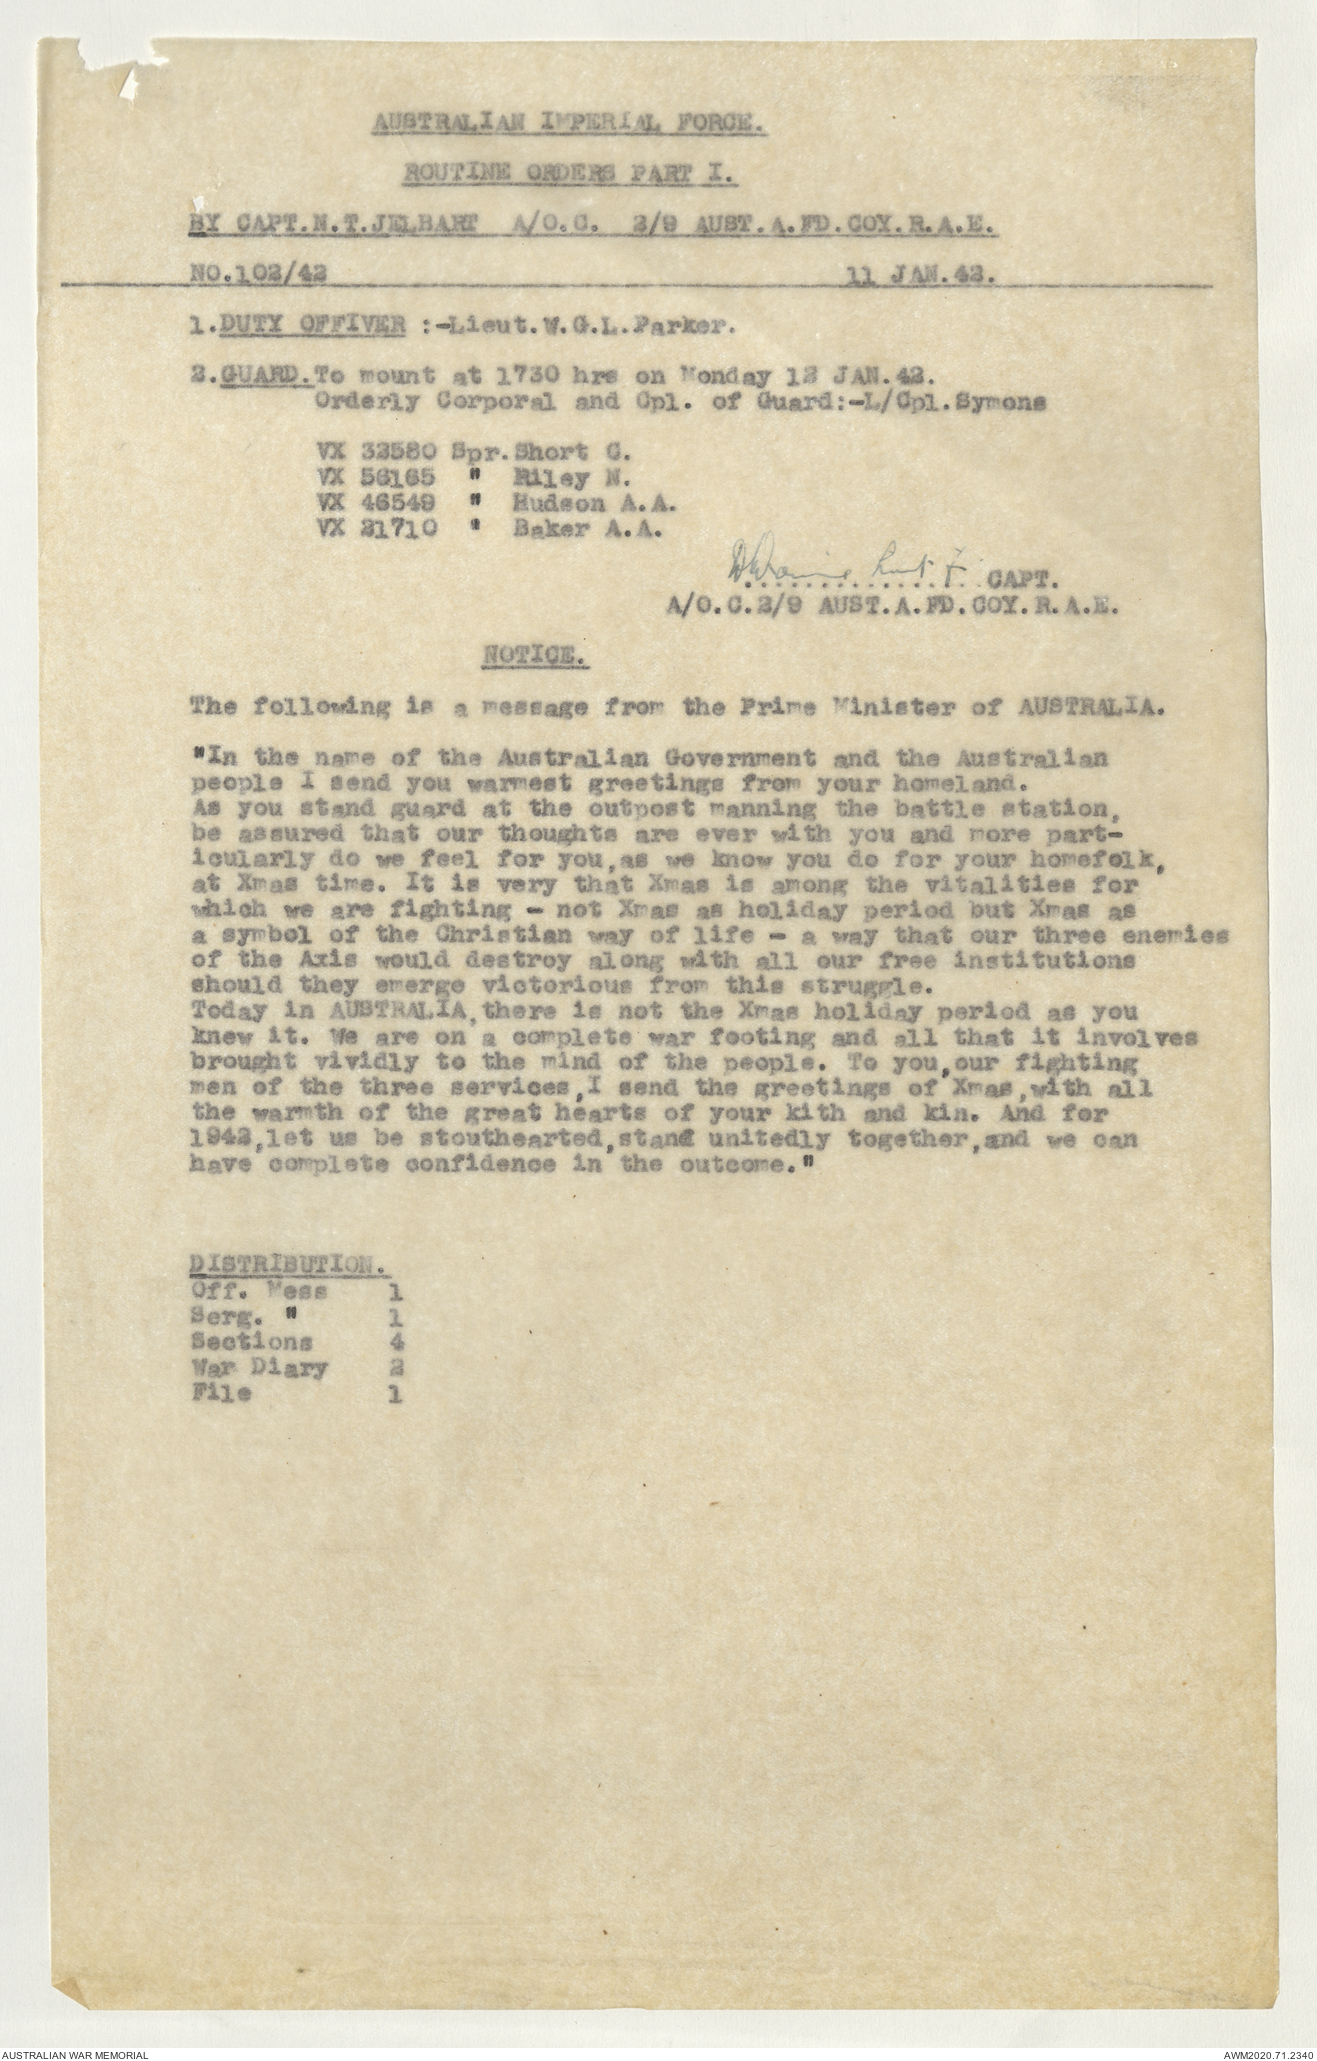 AUSTRALIAN IMPERIAL FORCE.
ROUTINE ORDERS PART I.
BY CAPT.N.T.JELBART A/O.C. 2/9 AUST.A.FD.COY.R.A.E.
NO.102/42 11 JAN.42.
1.DUTY OFFIVER :-Lieut.W.G.L.Parker.
2.GUARD.To mount at 1730 hrs on Monday 12 JAN.42.
Orderly Corporal and Cpl. of Guard:-L/Cpl.Symons
VX 32580 Spr.Short C.
VX 56165 " Riley N.
VX 46549 " Hudson A.A.
VX 21710 " Baker A.A.
Lieut f CAPT.
A/O.C.2/9 AUST.A.FD.COY.R.A.E.
NOTICE.
The following is a message from the Prime Minister of AUSTRALIA.
"In the name of the Australian Government and the Australian
people I send you warmest greetings from your homeland.
As you stand guard at the outpost manning the battle station,
be assured that our thoughts are ever with you and more part-
icularly do we feel for you,as we know you do for your homefolk,
at Xmas time. It is very that Xmas is among the vitalities for
which we are fighting - not Xmas as holiday period but Xmas as
a symbol of the Christian way of life - a way that our three enemies
of the Axis would destroy along with all our free institutions
should they emerge victorious from this struggle.
Today in AUSTRALIA,there is not the Xmas holiday period as you
knew it. We are on a complete war footing and all that it involves
brought vividly to the mind of the people. To you,our fighting
men of the three services,I send the greetings of Xmas,with all
the warmth of the great hearts of your kith and kin. And for
1942,let us be stouthearted,stand unitedly together,and we can
have complete confidence in the outcome."
DISTRIBUTION.
Off. Mess 1
Serg. " 1
Sections 4
War Diary 2
File 1
AUSTRALIAN WAR MEMORIAL AWM2020.71.2340